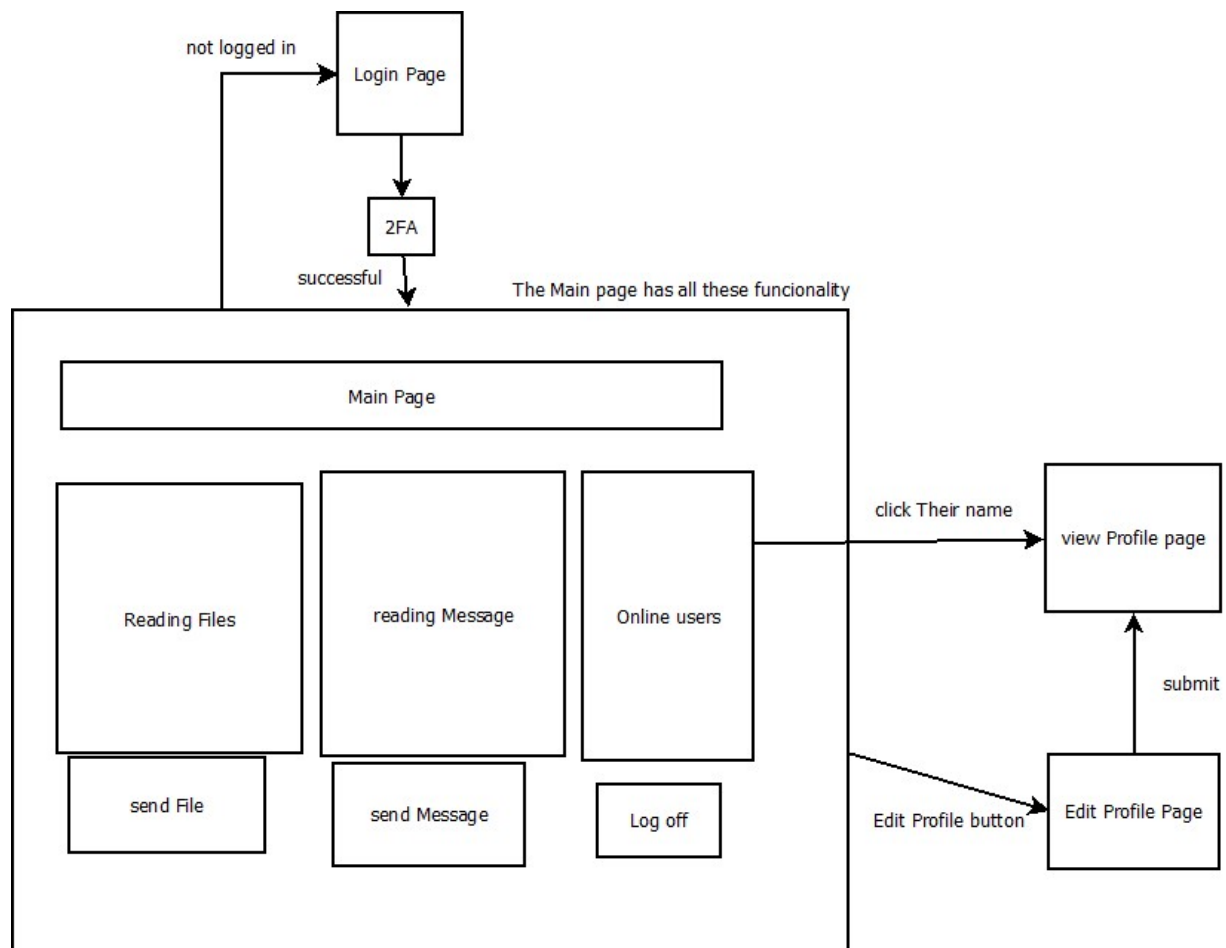 not logged in
Login Page
2FA
successful
The Main page has all these funcionality
Main Page
Reading Files
reading Message
Online users
click Their name
view Profile page
submit
send File
send Message
Log off
Edit Profile button
Edit Profile Page